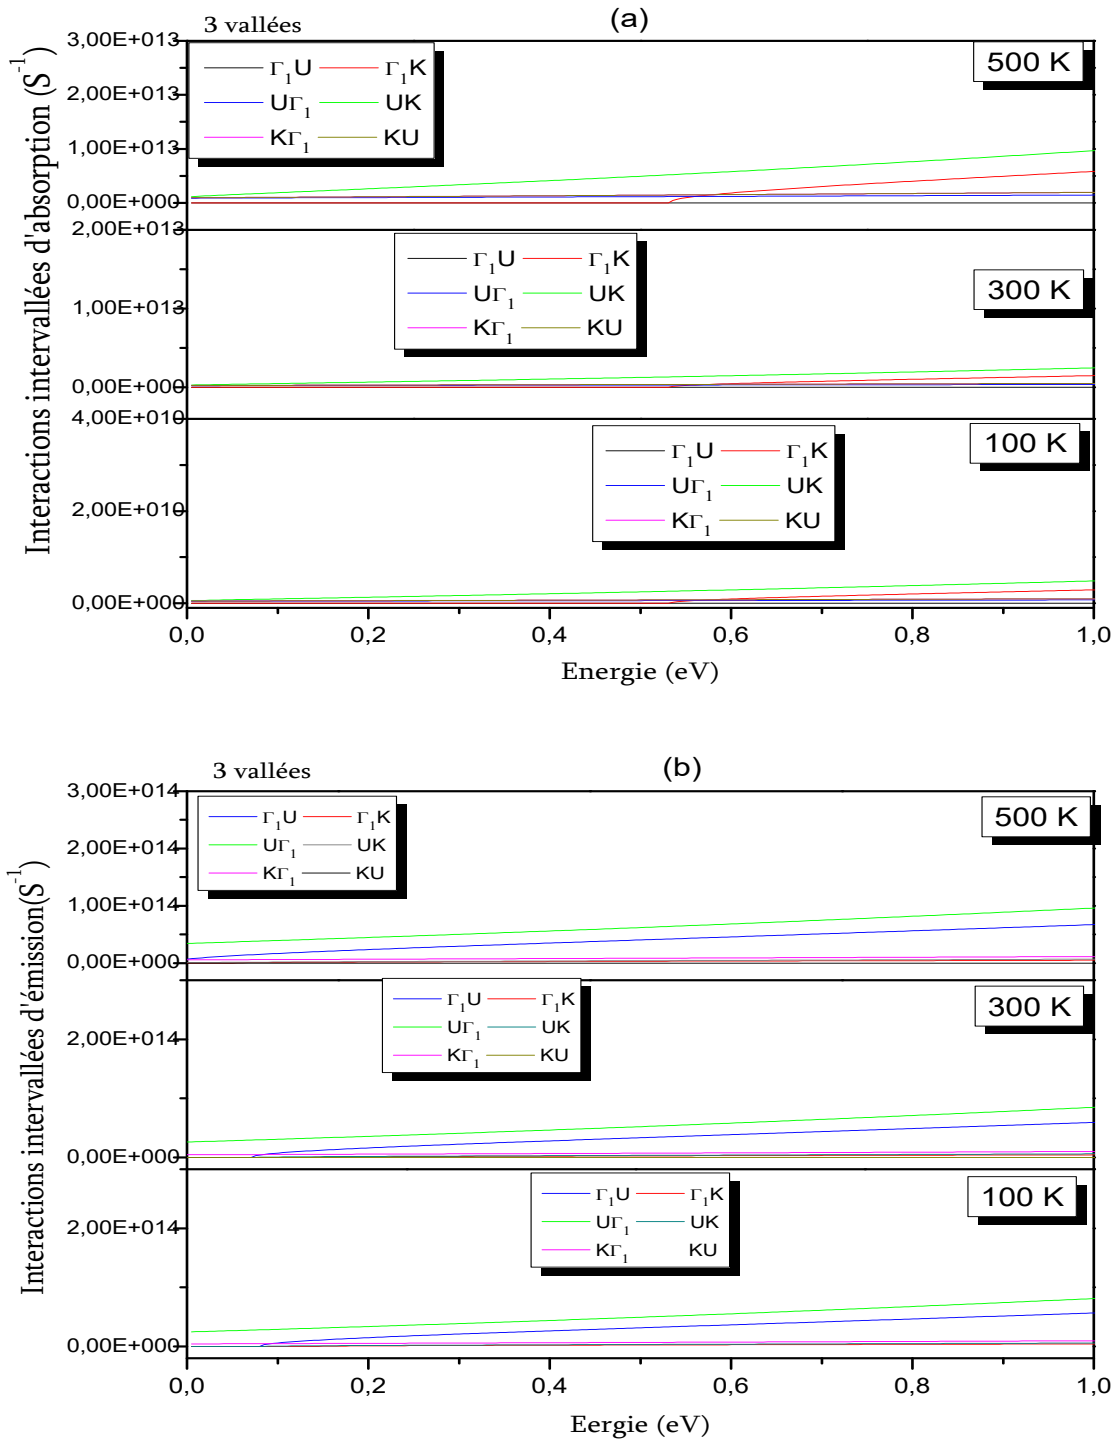 3 vallées
(a)
Interactions intervallées d'absorption (S⁻¹)
3,00E+013
2,00E+013
1,00E+013
0,00E+000
Γ₁U Γ₁K
UΓ₁ UK
KΓ₁ KU
500 K
2,00E+013
1,00E+013
0,00E+000
Γ₁U Γ₁K
UΓ₁ UK
KΓ₁ KU
300 K
4,00E+010
2,00E+010
0,00E+000
Γ₁U Γ₁K
UΓ₁ UK
KΓ₁ KU
100 K
0,0 0,2 0,4 0,6 0,8 1,0
Energie (eV)
3 vallées
(b)
Interactions intervallées d'émission(S⁻¹)
3,00E+014
2,00E+014
1,00E+014
0,00E+000
Γ₁U Γ₁K
UΓ₁ UK
KΓ₁ KU
500 K
2,00E+014
0,00E+000
Γ₁U Γ₁K
UΓ₁ UK
KΓ₁ KU
300 K
2,00E+014
0,00E+000
Γ₁U Γ₁K
UΓ₁ UK
KΓ₁ KU
100 K
0,0 0,2 0,4 0,6 0,8 1,0
Eergie (eV)